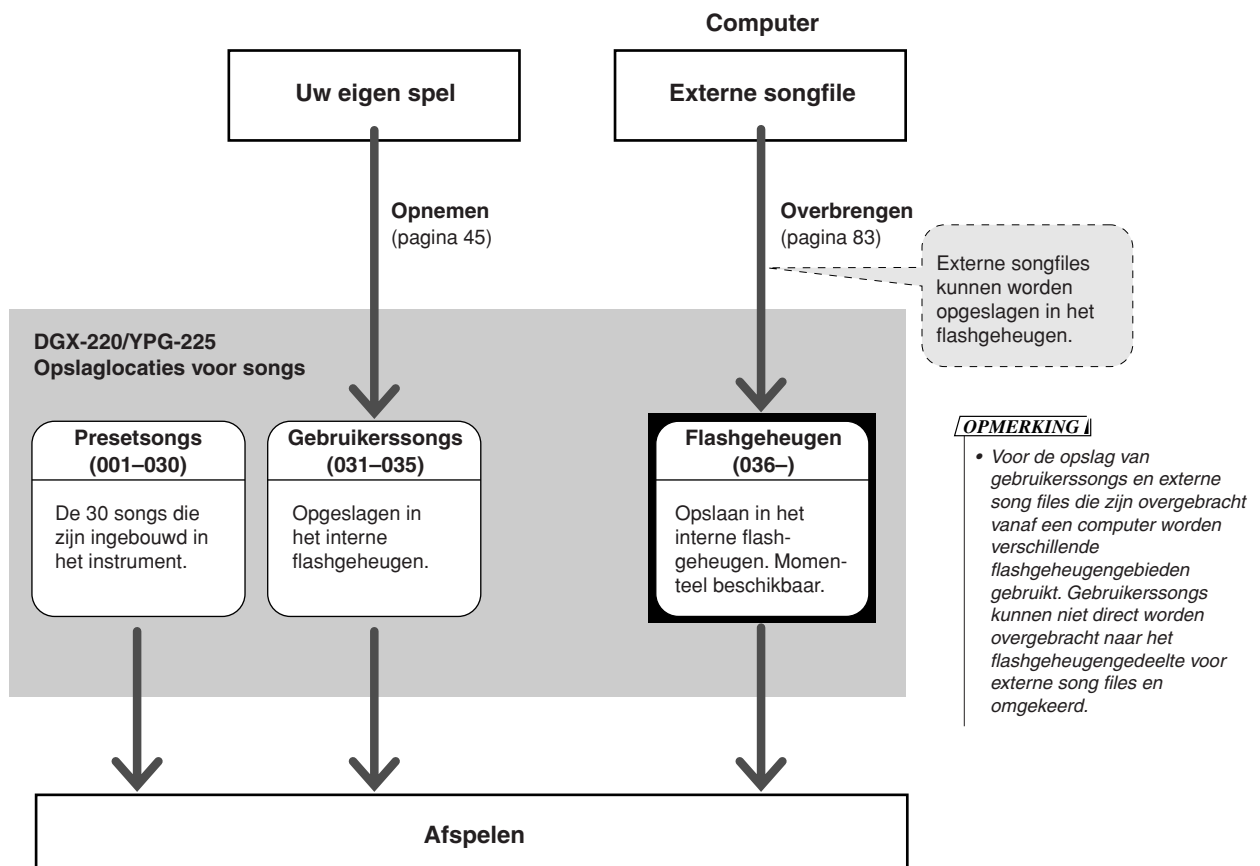 Computer
Uw eigen spel
Externe songfile
Opnemen
(pagina 45)
Overbrengen
(pagina 83)
Externe songfiles
kunnen worden
opgeslagen in het
flashgeheugen.
DGX-220/YPG-225
Opslaglocaties voor songs
Presetsongs
(001–030)
De 30 songs die
zijn ingebouwd in
het instrument.
Gebruikerssongs
(031–035)
Opgeslagen in
het interne
flashgeheugen.
Flashgeheugen
(036–)
Opslaan in het
interne flash-
geheugen. Momen-
teel beschikbaar.
OPMERKING
• Voor de opslag van
gebruikerssongs en externe
song files die zijn overgebracht
vanaf een computer worden
verschillende
flashgeheugengebieden
gebruikt. Gebruikerssongs
kunnen niet direct worden
overgebracht naar het
flashgeheugengedeelte voor
externe song files en
omgekeerd.
Afspelen